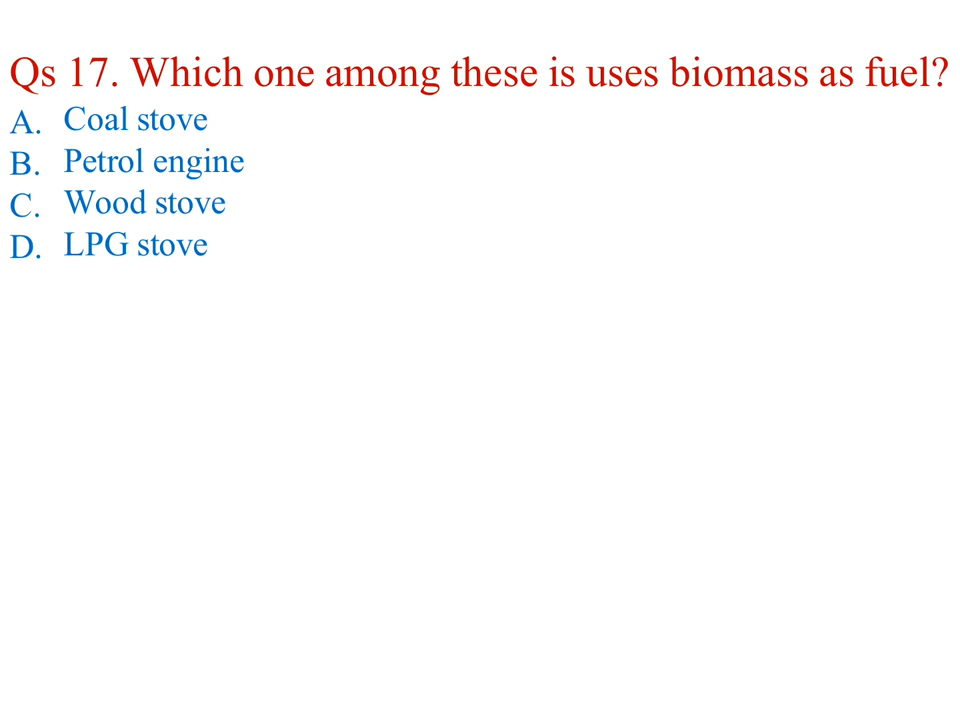 Qs 17. Which one among these is uses biomass as fuel?
A. Coal stove
B. Petrol engine
C. Wood stove
D. LPG stove